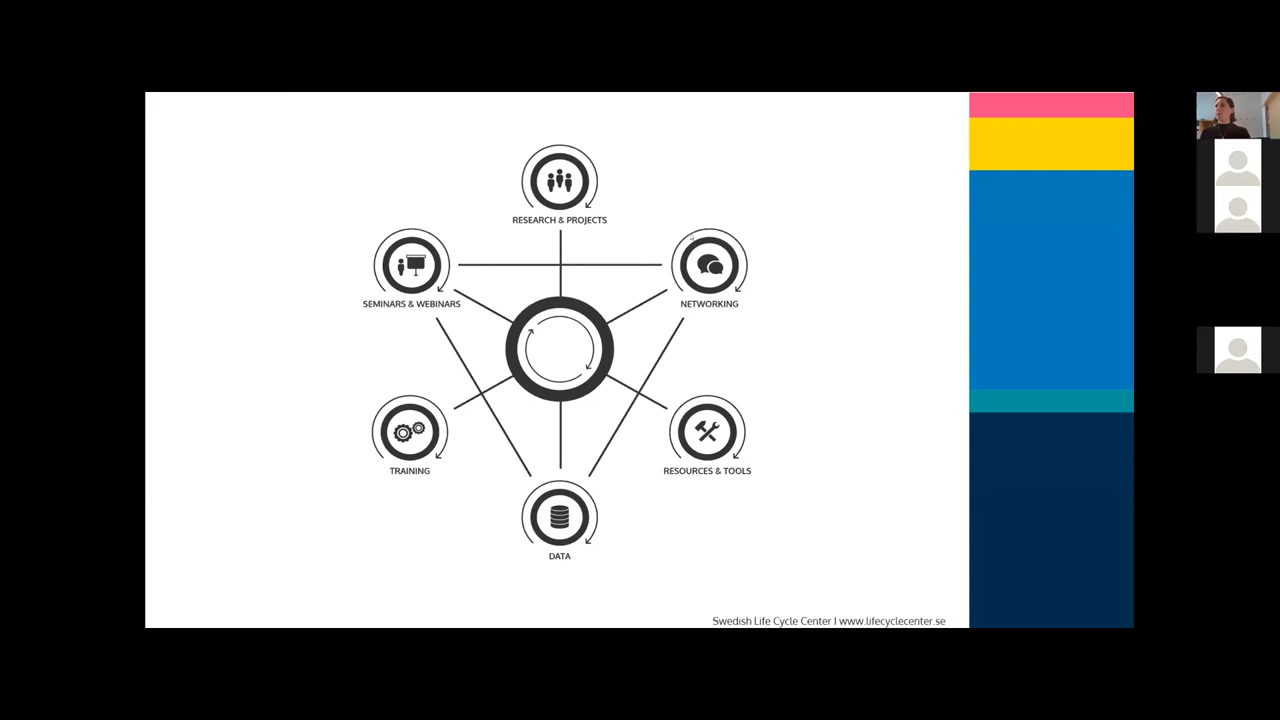 RESEARCH & PROJECTS
SEMINARS & WEBINARS
NETWORKING
TRAINING
RESOURCES & TOOLS
DATA
Swedish Life Cycle Center I www.lifecyclecenter.se